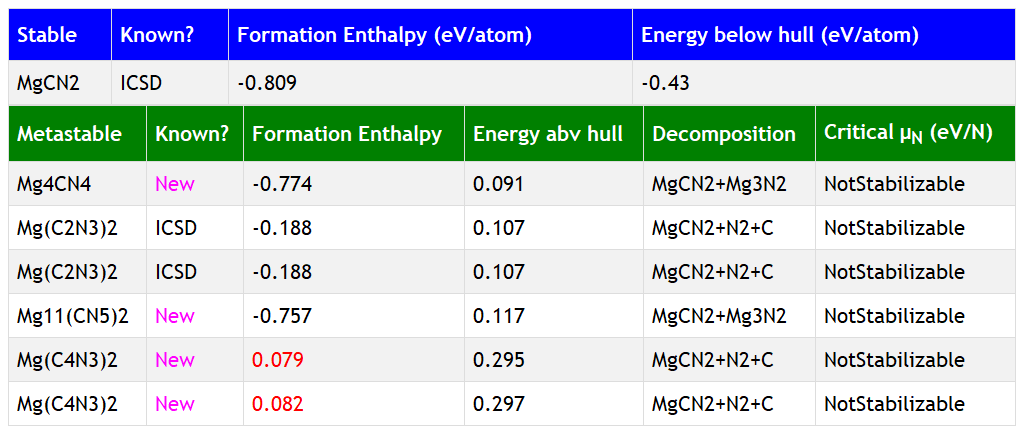 Stable Known? Formation Enthalpy (eV/atom) Energy below hull (eV/atom)
MgCN2 ICSD -0.809 -0.43
Metastable Known? Formation Enthalpy Energy abv hull Decomposition Critical μN (eV/N)
Mg4CN4 New -0.774 0.091 MgCN2+Mg3N2 NotStabilizable
Mg(C2N3)2 ICSD -0.188 0.107 MgCN2+N2+C NotStabilizable
Mg(C2N3)2 ICSD -0.188 0.107 MgCN2+N2+C NotStabilizable
Mg11(CN5)2 New -0.757 0.117 MgCN2+Mg3N2 NotStabilizable
Mg(C4N3)2 New 0.079 0.295 MgCN2+N2+C NotStabilizable
Mg(C4N3)2 New 0.082 0.297 MgCN2+N2+C NotStabilizable